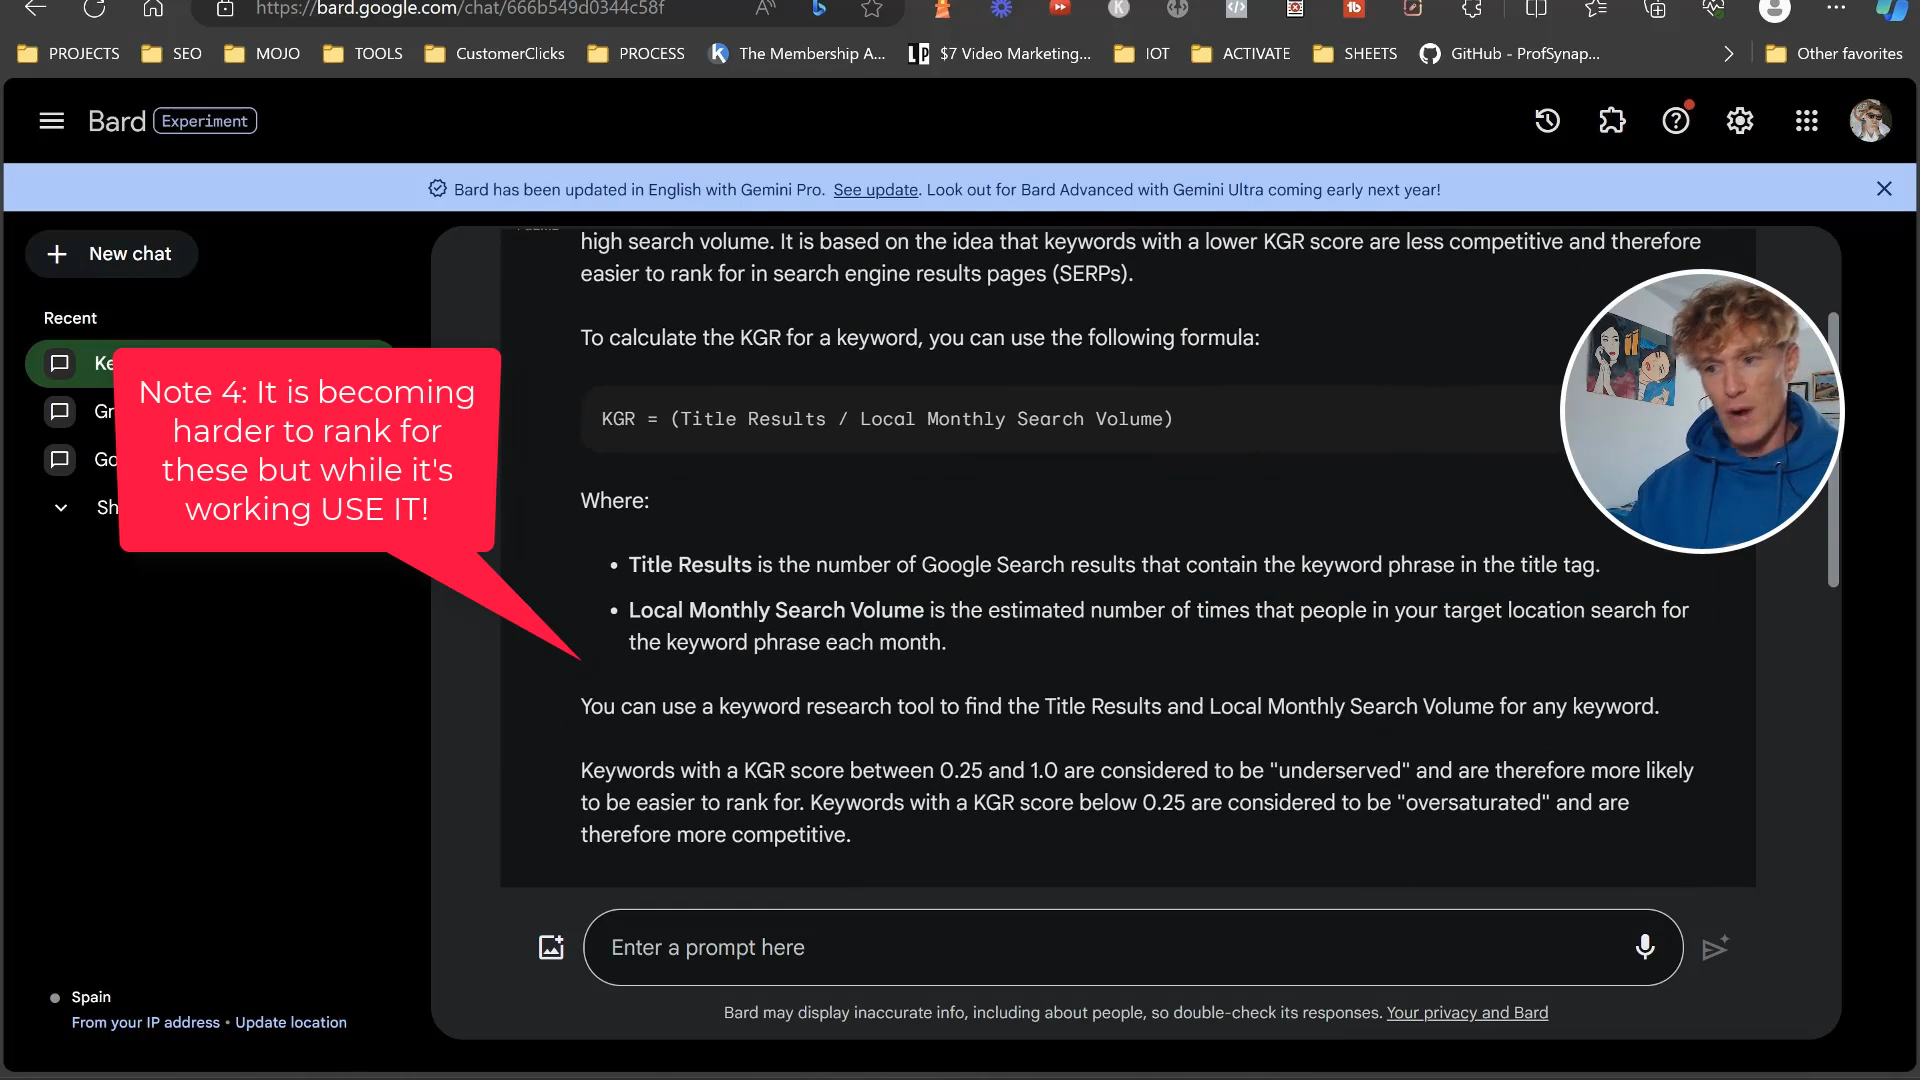 https://bard.google.com/chat/666b549d0344c58f
PROJECTS
SEO
MOJO
TOOLS
CustomerClicks
PROCESS
The Membership A...
$7 Video Marketing...
IOT
ACTIVATE
SHEETS
GitHub - ProfSynap...
Other favorites
Bard Experiment
Bard has been updated in English with Gemini Pro. See update. Look out for Bard Advanced with Gemini Ultra coming early next year!
New chat
Recent
Ke
Gr
Go
Sh
Note 4: It is becoming
harder to rank for
these but while it's
working USE IT!
high search volume. It is based on the idea that keywords with a lower KGR score are less competitive and therefore
easier to rank for in search engine results pages (SERPs).
To calculate the KGR for a keyword, you can use the following formula:
KGR = (Title Results / Local Monthly Search Volume)
Where:
• Title Results is the number of Google Search results that contain the keyword phrase in the title tag.
• Local Monthly Search Volume is the estimated number of times that people in your target location search for
the keyword phrase each month.
You can use a keyword research tool to find the Title Results and Local Monthly Search Volume for any keyword.
Keywords with a KGR score between 0.25 and 1.0 are considered to be "underserved" and are therefore more likely
to be easier to rank for. Keywords with a KGR score below 0.25 are considered to be "oversaturated" and are
therefore more competitive.
Enter a prompt here
Spain
From your IP address • Update location
Bard may display inaccurate info, including about people, so double-check its responses. Your privacy and Bard